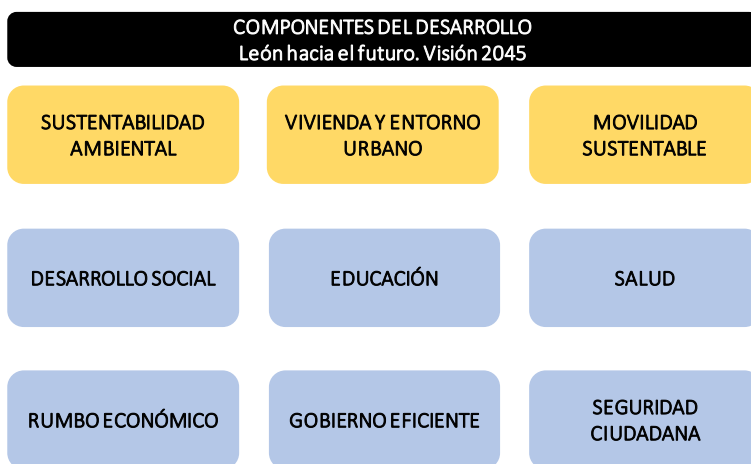 COMPONENTES DEL DESARROLLO
León hacia el futuro. Visión 2045
SUSTENTABILIDAD
AMBIENTAL
VIVIENDA Y ENTORNO
URBANO
MOVILIDAD
SUSTENTABLE
DESARROLLO SOCIAL
EDUCACIÓN
SALUD
RUMBO ECONÓMICO
GOBIERNO EFICIENTE
SEGURIDAD
CIUDADANA